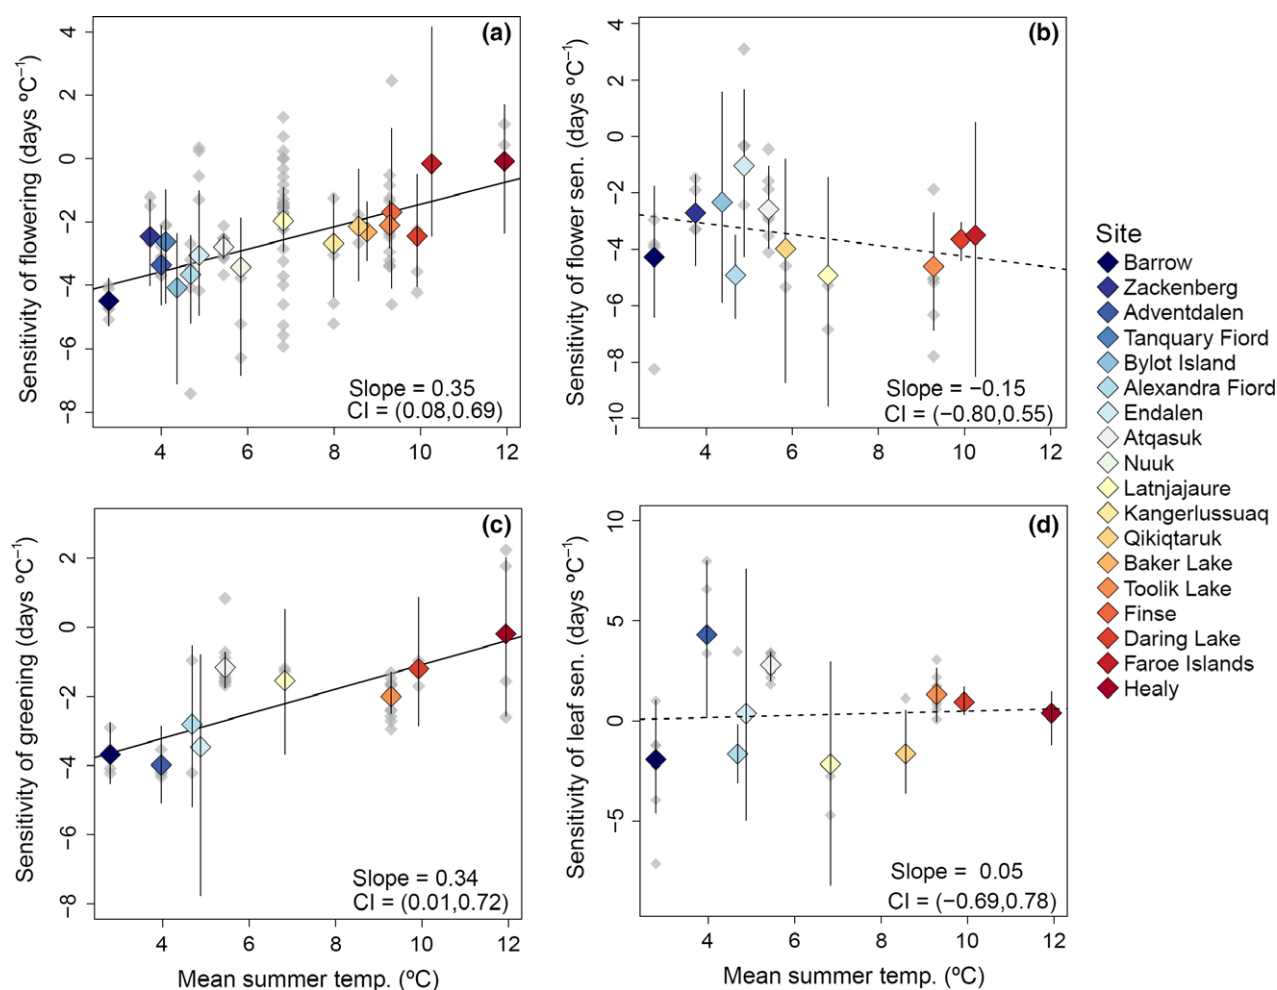 (a)
Sensitivity of flowering (days °C⁻¹)
4
2
0
−2
−4
−6
−8
Slope = 0.35
CI = (0.08,0.69)
4 6 8 10 12
(b)
Sensitivity of flower sen. (days °C⁻¹)
4
2
0
−2
−4
−6
−8
−10
Slope = −0.15
CI = (−0.80,0.55)
4 6 8 10 12
(c)
Sensitivity of greening (days °C⁻¹)
2
0
−2
−4
−6
−8
Slope = 0.34
CI = (0.01,0.72)
4 6 8 10 12
Mean summer temp. (ºC)
(d)
Sensitivity of leaf sen. (days °C⁻¹)
10
5
0
−5
Slope = 0.05
CI = (−0.69,0.78)
4 6 8 10 12
Mean summer temp. (ºC)
Site
Barrow
Zackenberg
Adventdalen
Tanquary Fiord
Bylot Island
Alexandra Fiord
Endalen
Atqasuk
Nuuk
Latnjajaure
Kangerlussuaq
Qikiqtaruk
Baker Lake
Toolik Lake
Finse
Daring Lake
Faroe Islands
Healy